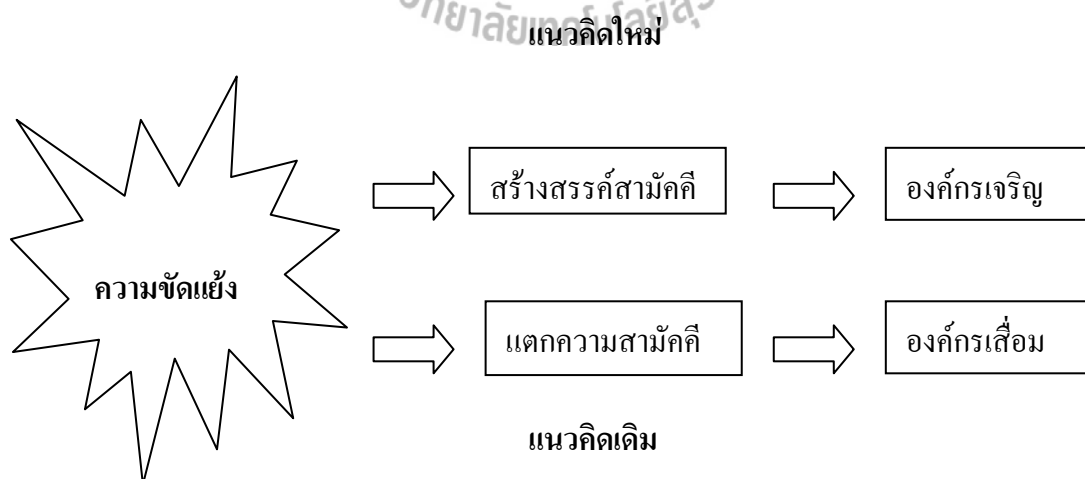 แนวคิดใหม่
สร้างสรรค์สามัคคี
องค์กรเจริญ
ความขัดแย้ง
แตกความสามัคคี
องค์กรเสื่อม
แนวคิดเดิม